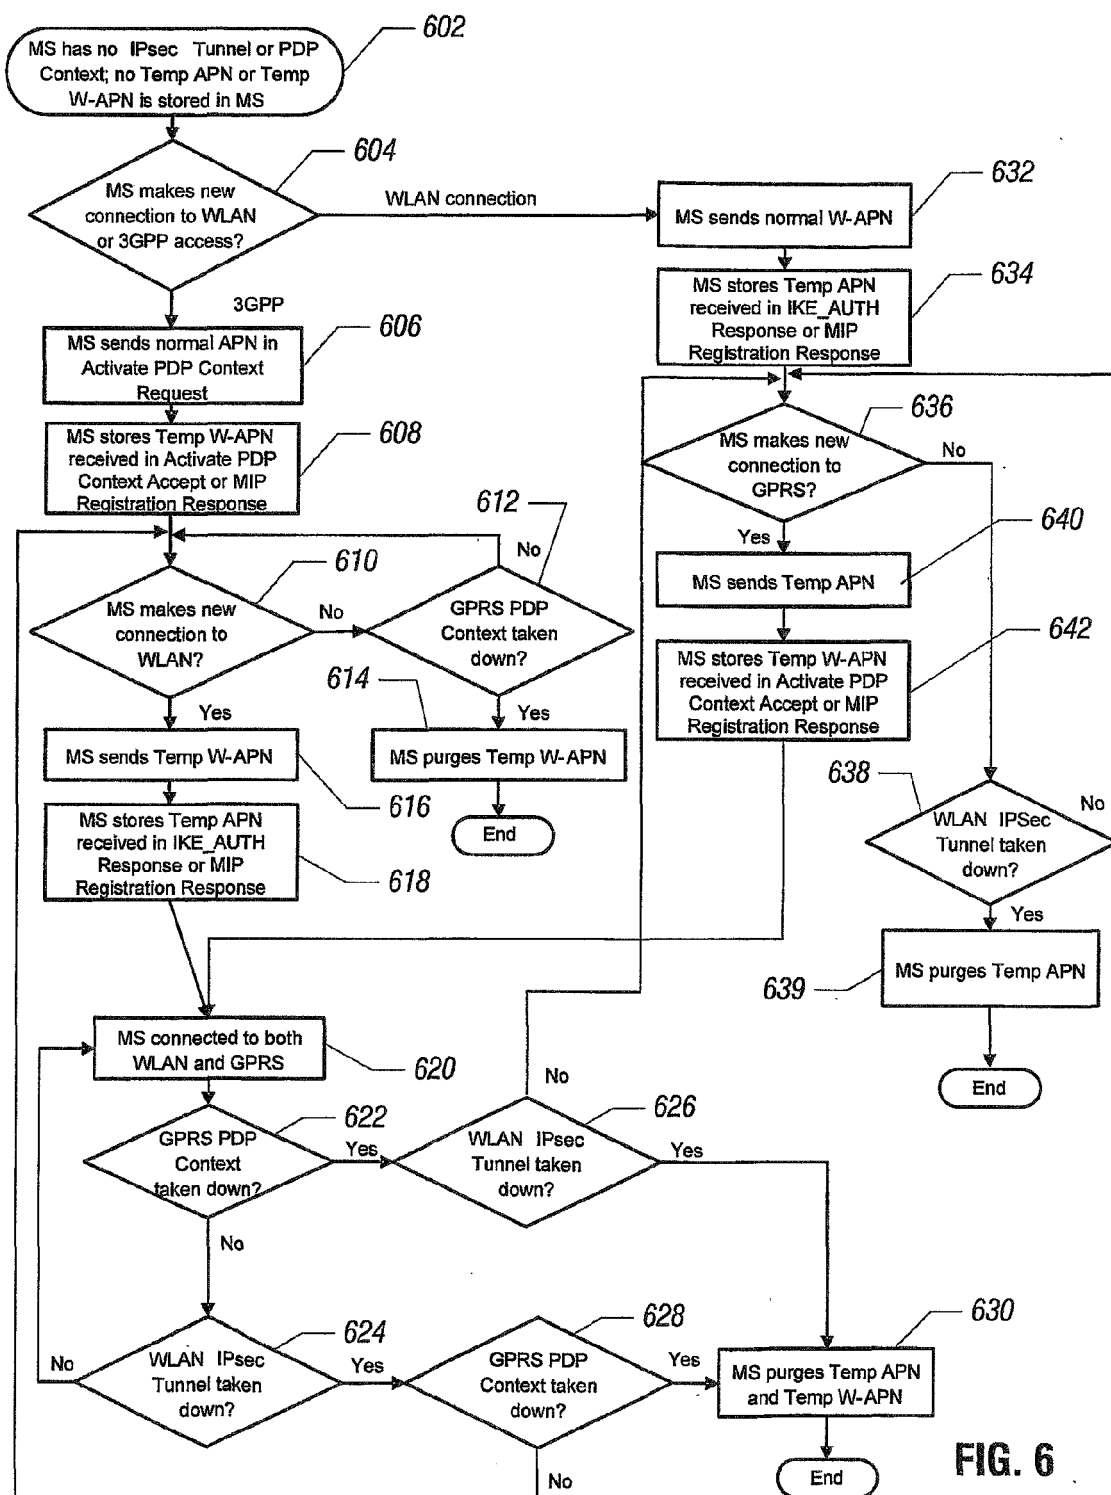 602
MS has no IPsec Tunnel or PDP
Context; no Temp APN or Temp
W-APN is stored in MS
604
MS makes new
connection to WLAN
or 3GPP access?
WLAN connection
3GPP
606
MS sends normal APN in
Activate PDP Context
Request
608
MS stores Temp W-APN
received in Activate PDP
Context Accept or MIP
Registration Response
610
MS makes new
connection to
WLAN?
No
Yes
612
No
GPRS PDP
Context taken
down?
Yes
614
MS purges Temp W-APN
End
MS sends Temp W-APN
616
MS stores Temp APN
received in IKE_AUTH
Response or MIP
Registration Response
618
632
MS sends normal W-APN
634
MS stores Temp APN
received in IKE_AUTH
Response or MIP
Registration Response
636
MS makes new
connection to
GPRS?
No
Yes
640
MS sends Temp APN
642
MS stores Temp W-APN
received in Activate PDP
Context Accept or MIP
Registration Response
638
No
WLAN IPSec
Tunnel taken
down?
Yes
639
MS purges Temp APN
End
MS connected to both
WLAN and GPRS
620
622
GPRS PDP
Context
taken down?
Yes
No
626
No
WLAN IPsec
Tunnel taken
down?
Yes
624
No
WLAN IPsec
Tunnel taken
down?
Yes
628
GPRS PDP
Context taken
down?
Yes
No
630
MS purges Temp APN
and Temp W-APN
End
FIG. 6